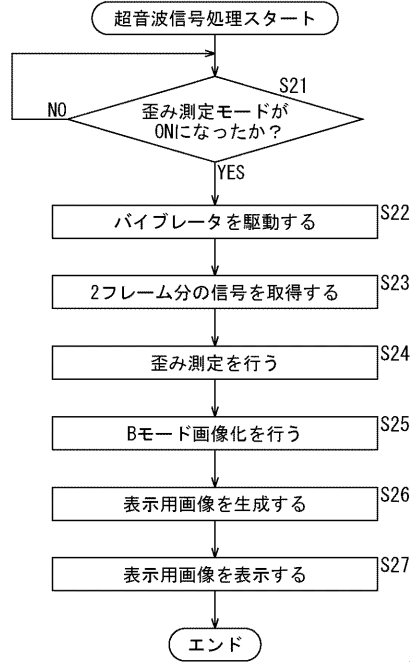 超音波信号処理スタート
S21
歪み測定モードが
ONになったか？
NO
YES
S22
バイブレータを駆動する
S23
2フレーム分の信号を取得する
S24
歪み測定を行う
S25
Bモード画像化を行う
S26
表示用画像を生成する
S27
表示用画像を表示する
エンド